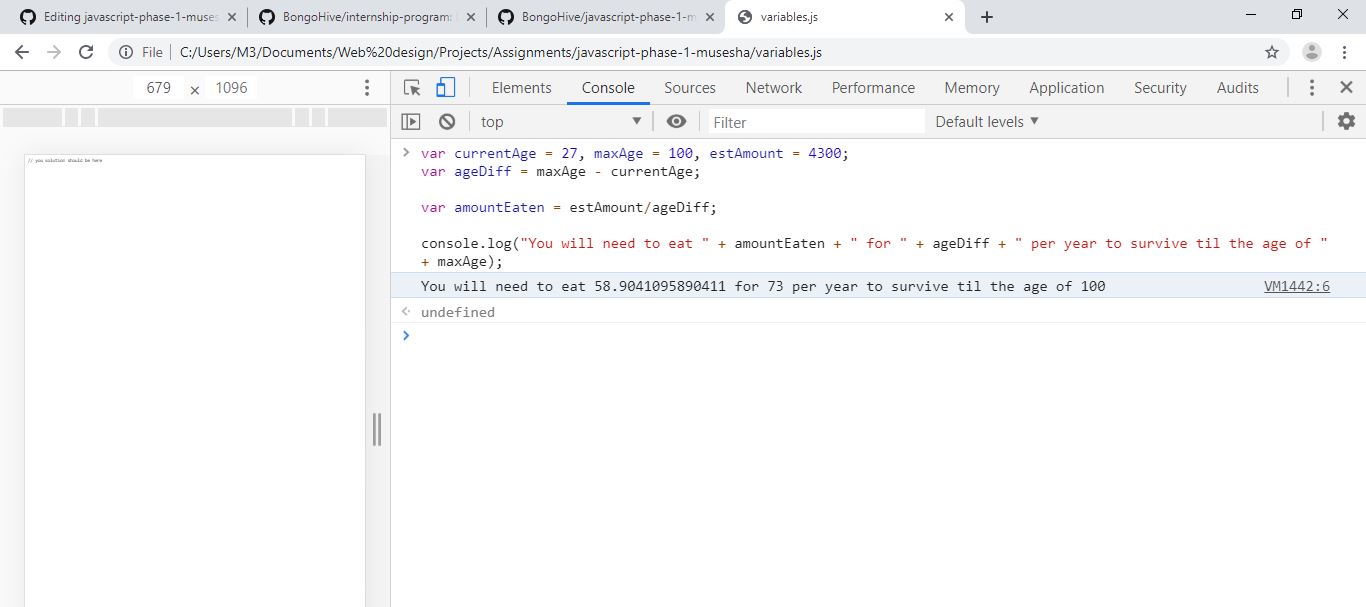 Editing javascript-phase-1-muses
BongoHive/internship-program:
BongoHive/javascript-phase-1-m
variables.js
File
C:/Users/M3/Documents/Web%20design/Projects/Assignments/javascript-phase-1-musesha/variables.js
679 × 1096
Elements Console Sources Network Performance Memory Application Security Audits
top Filter Default levels ▼
// you solution should be here
> var currentAge = 27, maxAge = 100, estAmount = 4300;
var ageDiff = maxAge - currentAge;
var amountEaten = estAmount/ageDiff;
console.log("You will need to eat " + amountEaten + " for " + ageDiff + " per year to survive til the age of "
+ maxAge);
You will need to eat 58.9041095890411 for 73 per year to survive til the age of 100 VM1442:6
undefined
>